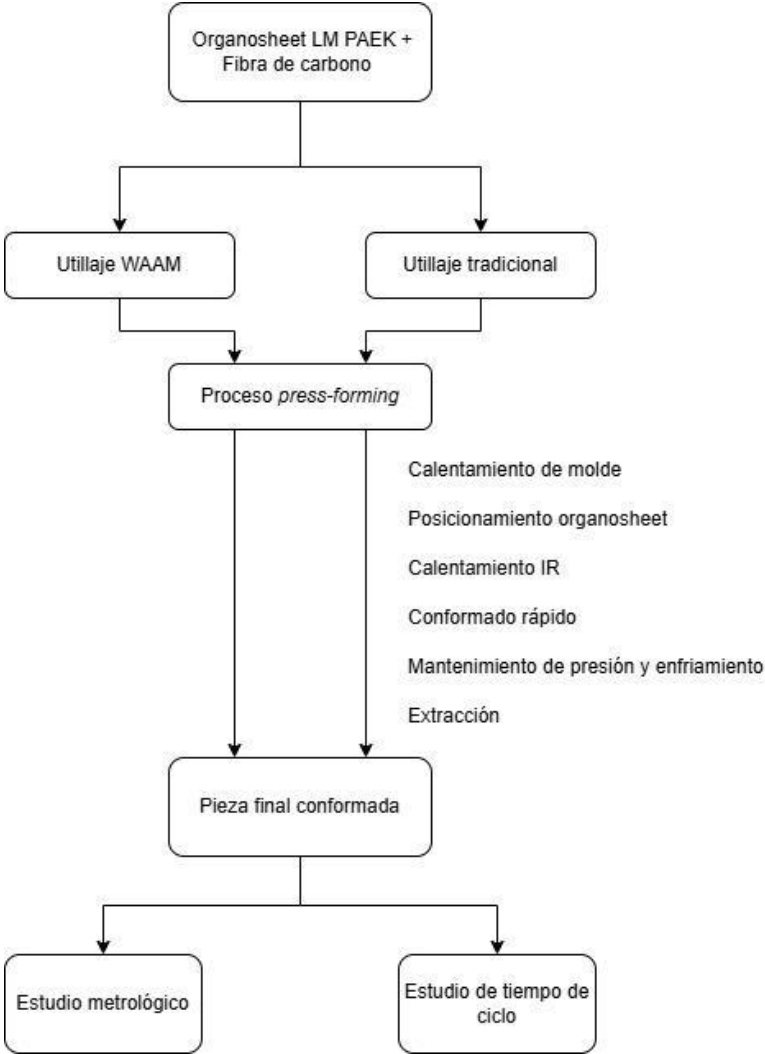 Organosheet LM PAEK +
Fibra de carbono
Utillaje WAAM
Utillaje tradicional
Proceso press-forming
Calentamiento de molde
Posicionamiento organosheet
Calentamiento IR
Conformado rápido
Mantenimiento de presión y enfriamiento
Extracción
Pieza final conformada
Estudio metrológico
Estudio de tiempo de
ciclo